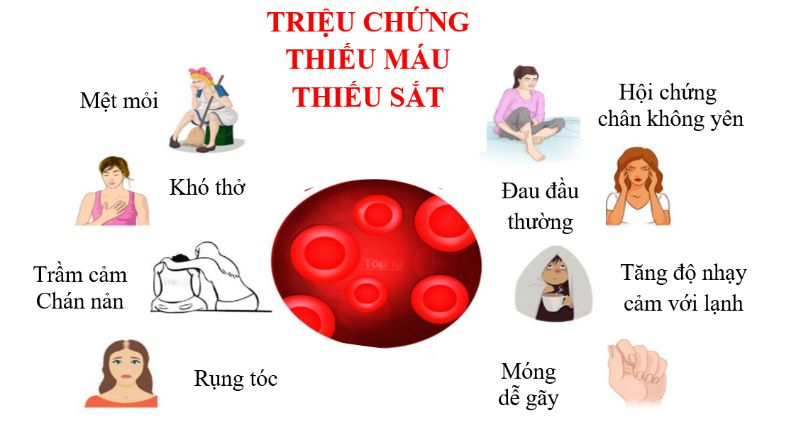 TRIỆU CHỨNG
THIẾU MÁU
THIẾU SẮT
Mệt mỏi
Khó thở
Trầm cảm
Chán nản
Rụng tóc
Hội chứng
chân không yên
Đau đầu
thường
Tăng độ nhạy
cảm với lạnh
Móng
dễ gãy
Top10